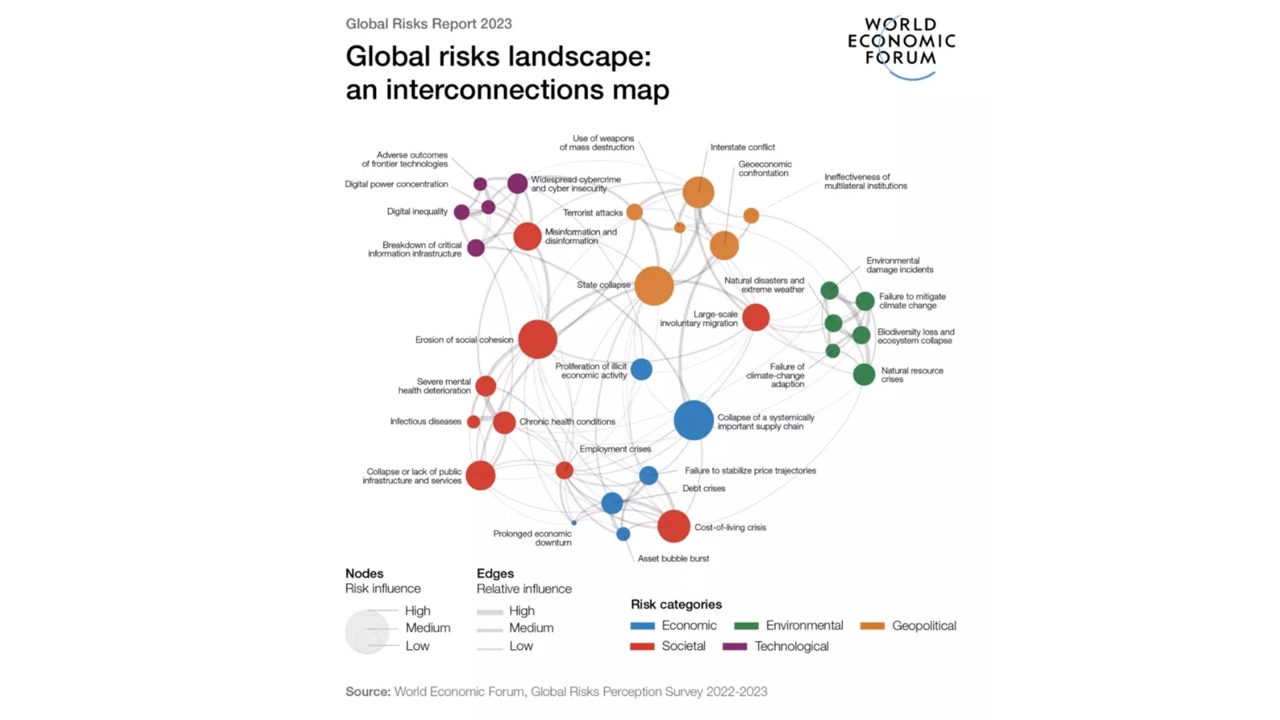 Global Risks Report 2023
WORLD
ECONOMIC
FORUM
Global risks landscape:
an interconnections map
Use of weapons
of mass destruction
Interstate conflict
Geoeconomic
confrontation
Adverse outcomes
of frontier technologies
Digital power concentration
Widespread cybercrime
and cyber insecurity
Ineffectiveness of
multilateral institutions
Digital inequality
Terrorist attacks
Misinformation and
disinformation
Breakdown of critical
information infrastructure
Environmental
damage incidents
State collapse
Natural disasters and
extreme weather
Failure to mitigate
climate change
Large-scale
involuntary migration
Biodiversity loss and
ecosystem collapse
Erosion of social cohesion
Proliferation of illicit
economic activity
Failure of
climate-change
adaption
Natural resource
crises
Severe mental
health deterioration
Infectious diseases
Chronic health conditions
Collapse of a systemically
important supply chain
Employment crises
Collapse or lack of public
infrastructure and services
Failure to stabilize price trajectories
Debt crises
Prolonged economic
downturn
Cost-of-living crisis
Asset bubble burst
Nodes
Risk influence
High
Medium
Low
Edges
Relative influence
High
Medium
Low
Risk categories
Economic
Environmental
Geopolitical
Societal
Technological
Source: World Economic Forum, Global Risks Perception Survey 2022-2023